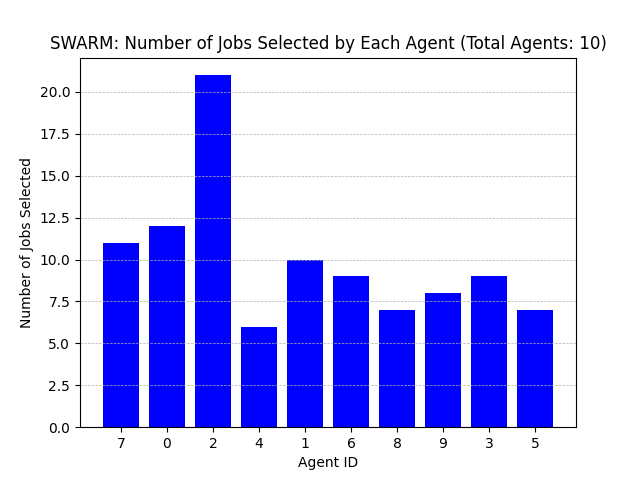 SWARM: Number of Jobs Selected by Each Agent (Total Agents: 10)
Number of Jobs Selected
20.0
17.5
15.0
12.5
10.0
7.5
5.0
2.5
0.0
7 0 2 4 1 6 8 9 3 5
Agent ID